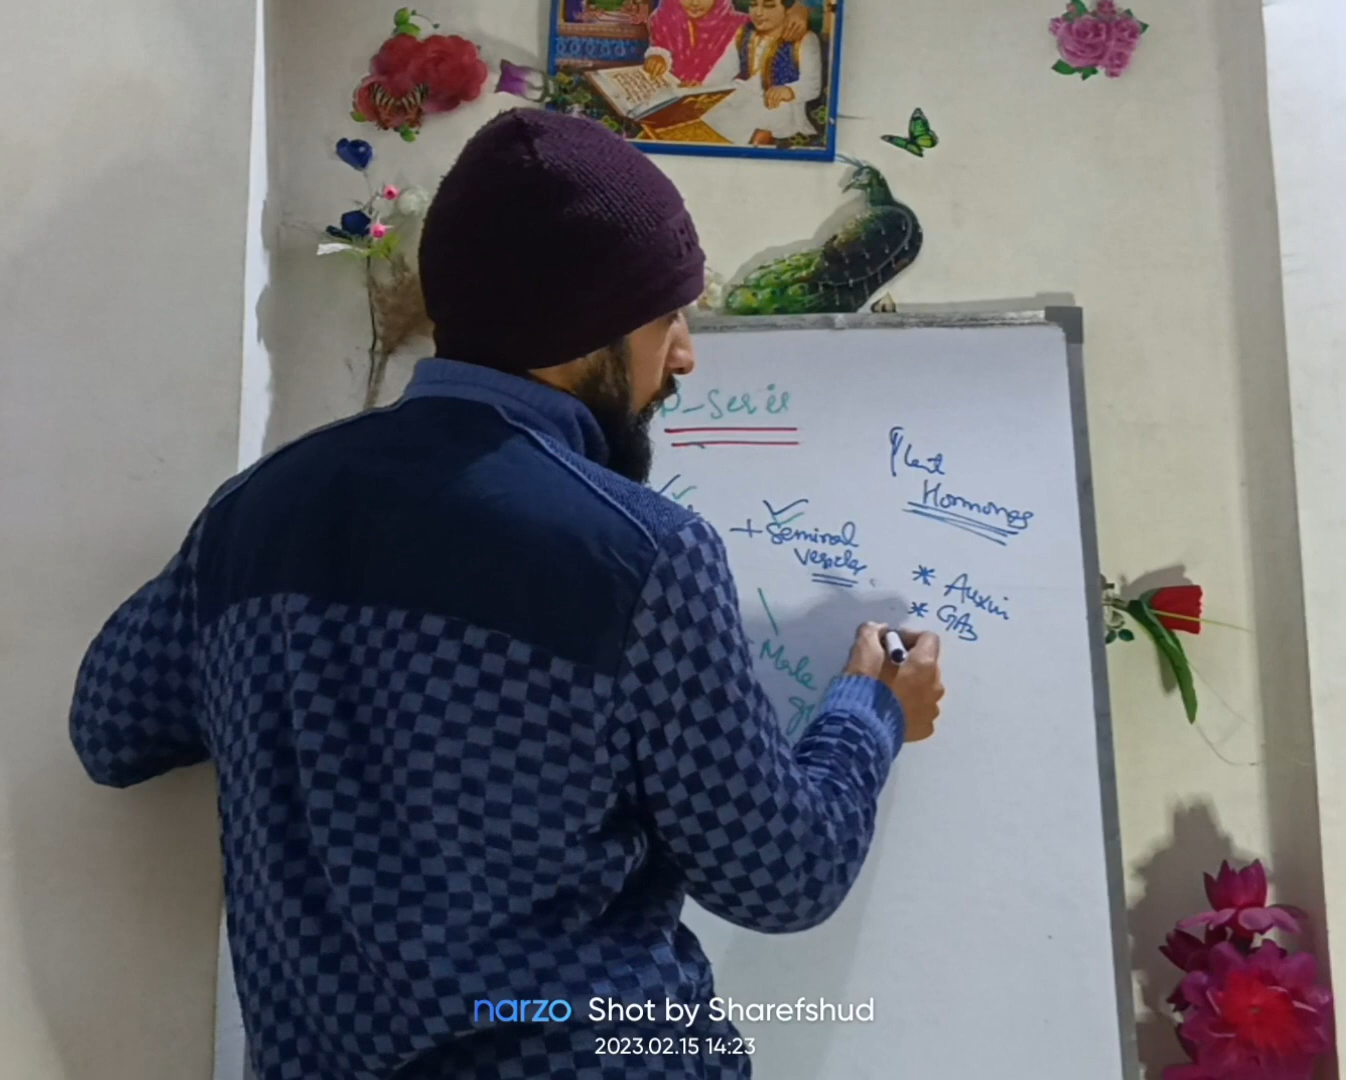 P-Series
Plant
Hormones
+ Seminal
Vesicles
* Auxin
* GA3
Male
narzo Shot by Sharefshud
2023.02.15 14:23